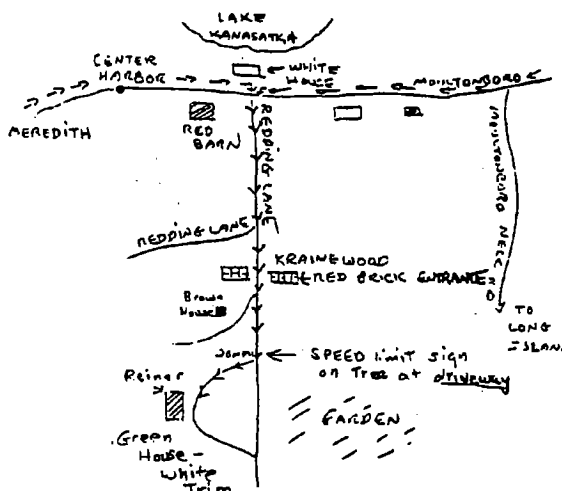 LAKE
KANASATKA
WHITE
HOUSE
CENTER
HARBOR
MOULTONBORO
MEREDITH
RED
BARN
REDDING LANE
MOULTONBORO NECK RD
REDDING LANE
KRAINEWOOD
RED BRICK ENTRANCE
Brown
House
TO
LONG
ISLAND
20MPH
SPEED limit sign
on Tree at driveway
Reiner
GARDEN
Green
House -
White
Trim